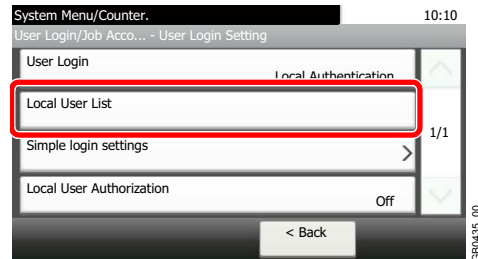 System Menu/Counter.
10:10
User Login/Job Acco... - User Login Setting
User Login
Local Authentication
Local User List
1/1
Simple login settings
Local User Authorization
Off
< Back
GB0435_00